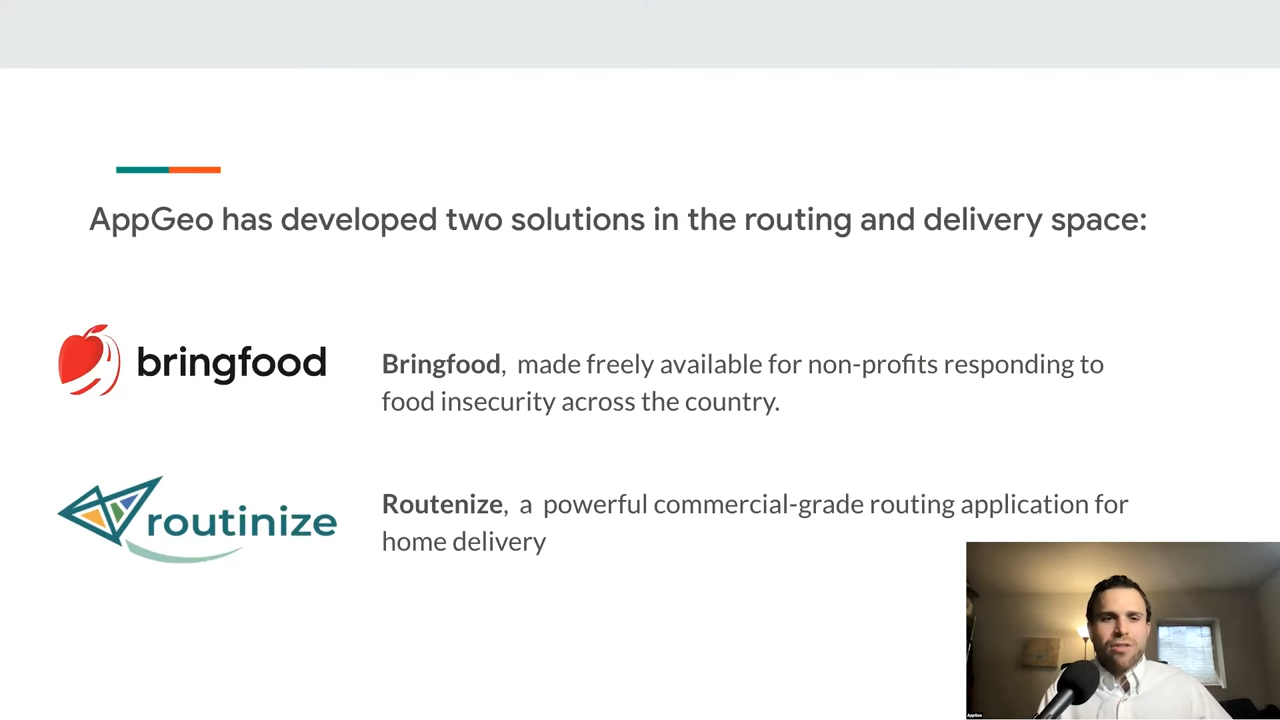 AppGeo has developed two solutions in the routing and delivery space:
bringfood
Bringfood, made freely available for non-profits responding to
food insecurity across the country.
routinize
Routenize, a powerful commercial-grade routing application for
home delivery
AppGeo